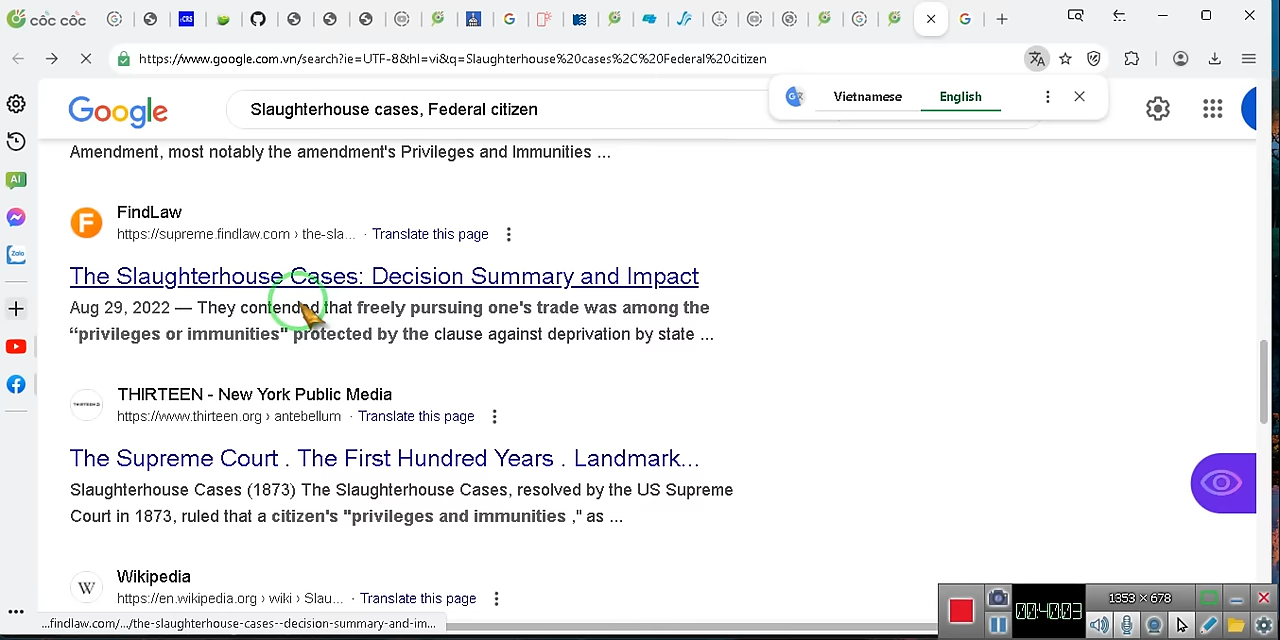 cốc cốc
https://www.google.com.vn/search?ie=UTF-8&hl=vi&q=Slaughterhouse%20cases%2C%20Federal%20citizen
Google
Slaughterhouse cases, Federal citizen
Vietnamese English
Amendment, most notably the amendment's Privileges and Immunities ...
FindLaw
https://supreme.findlaw.com › the-sla... · Translate this page
The Slaughterhouse Cases: Decision Summary and Impact
Aug 29, 2022 — They contended that freely pursuing one's trade was among the
“privileges or immunities" protected by the clause against deprivation by state ...
THIRTEEN - New York Public Media
https://www.thirteen.org › antebellum · Translate this page
The Supreme Court . The First Hundred Years . Landmark...
Slaughterhouse Cases (1873) The Slaughterhouse Cases, resolved by the US Supreme
Court in 1873, ruled that a citizen's "privileges and immunities ," as ...
Wikipedia
https://en.wikipedia.org › wiki › Slau... · Translate this page
...findlaw.com/.../the-slaughterhouse-cases--decision-summary-and-im...
CRS
AI
Zalo
F
W
1353 × 678
00:40:03